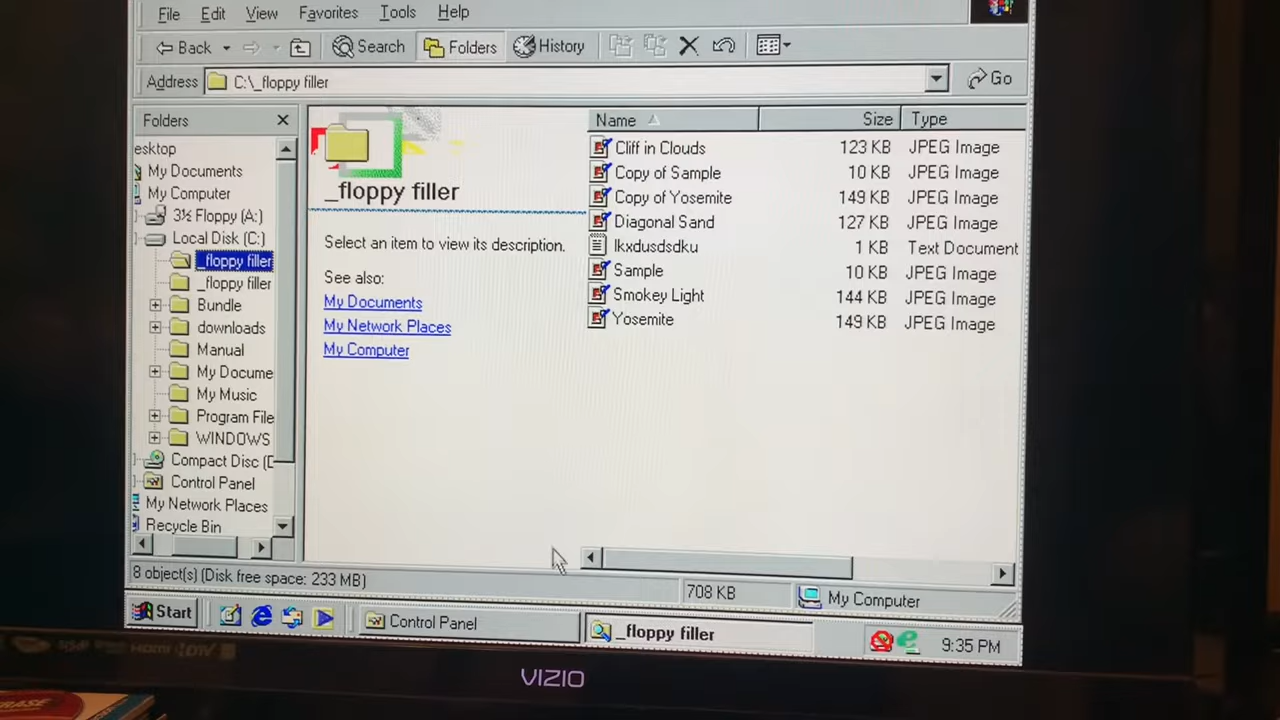 File Edit View Favorites Tools Help
Back Search Folders History
Address C:\_floppy filler Go
Folders
esktop
My Documents
My Computer
3½ Floppy (A:)
Local Disk (C:)
_floppy filler
_floppy filler
Bundle
downloads
Manual
My Docume
My Music
Program File
WINDOWS
Compact Disc (D
Control Panel
My Network Places
Recycle Bin
_floppy filler
Select an item to view its description.
See also:
My Documents
My Network Places
My Computer
Name Size Type
Cliff in Clouds 123 KB JPEG Image
Copy of Sample 10 KB JPEG Image
Copy of Yosemite 149 KB JPEG Image
Diagonal Sand 127 KB JPEG Image
lkxdusdsdku 1 KB Text Document
Sample 10 KB JPEG Image
Smokey Light 144 KB JPEG Image
Yosemite 149 KB JPEG Image
8 object(s) (Disk free space: 233 MB) 708 KB My Computer
Start Control Panel _floppy filler 9:35 PM
VIZIO